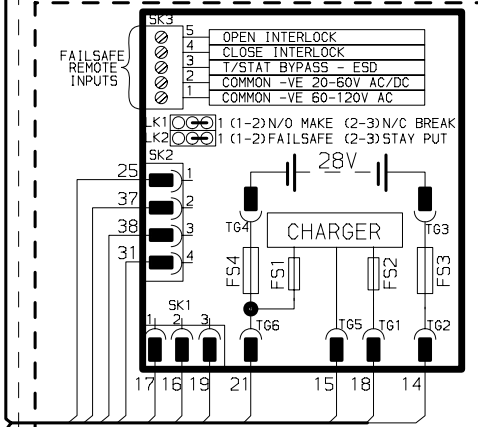 SK3
FAILSAFE
REMOTE
INPUTS
5 OPEN INTERLOCK
4 CLOSE INTERLOCK
3 T/STAT BYPASS - ESD
2 COMMON -VE 20-60V AC/DC
1 COMMON -VE 60-120V AC
LK1 1 (1-2)N/O MAKE (2-3)N/C BREAK
LK2 1 (1-2)FAILSAFE (2-3)STAY PUT
SK2
28V
25 1
37 2
38 3
31 4
TG4 TG3
CHARGER
FS4 FS1 FS2 FS3
SK1
1 2 3
TG6 TG5 TG1 TG2
17 16 19 21 15 18 14